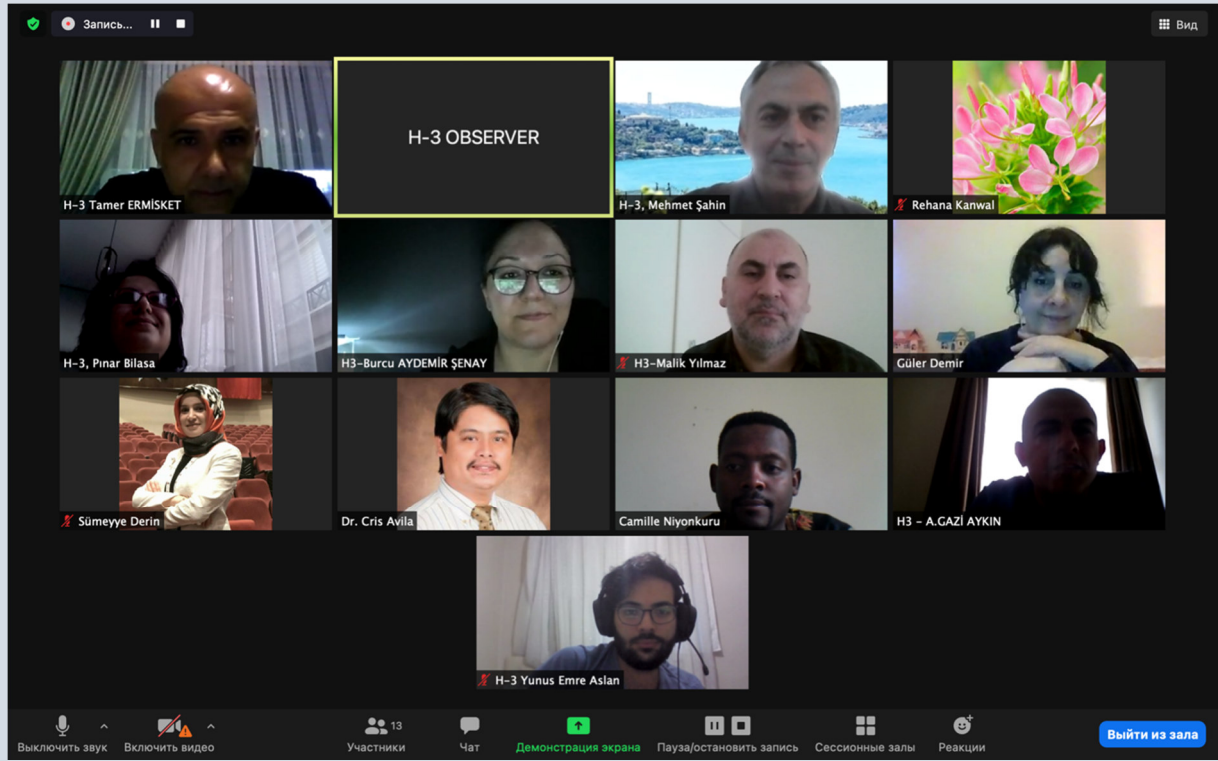 Запись...
Вид
H-3 Tamer ERMİSKET
H-3 OBSERVER
H-3, Mehmet Şahin
Rehana Kanwal
H-3, Pınar Bilasa
H3-Burcu AYDEMİR ŞENAY
H3-Malik Yılmaz
Güler Demir
Sümeyye Derin
Dr. Cris Avila
Camille Niyonkuru
H3 - A.GAZİ AYKIN
H-3 Yunus Emre Aslan
13
Выключить звук
Включить видео
Участники
Чат
Демонстрация экрана
Пауза/остановить запись
Сессионные залы
Реакции
Выйти из зала